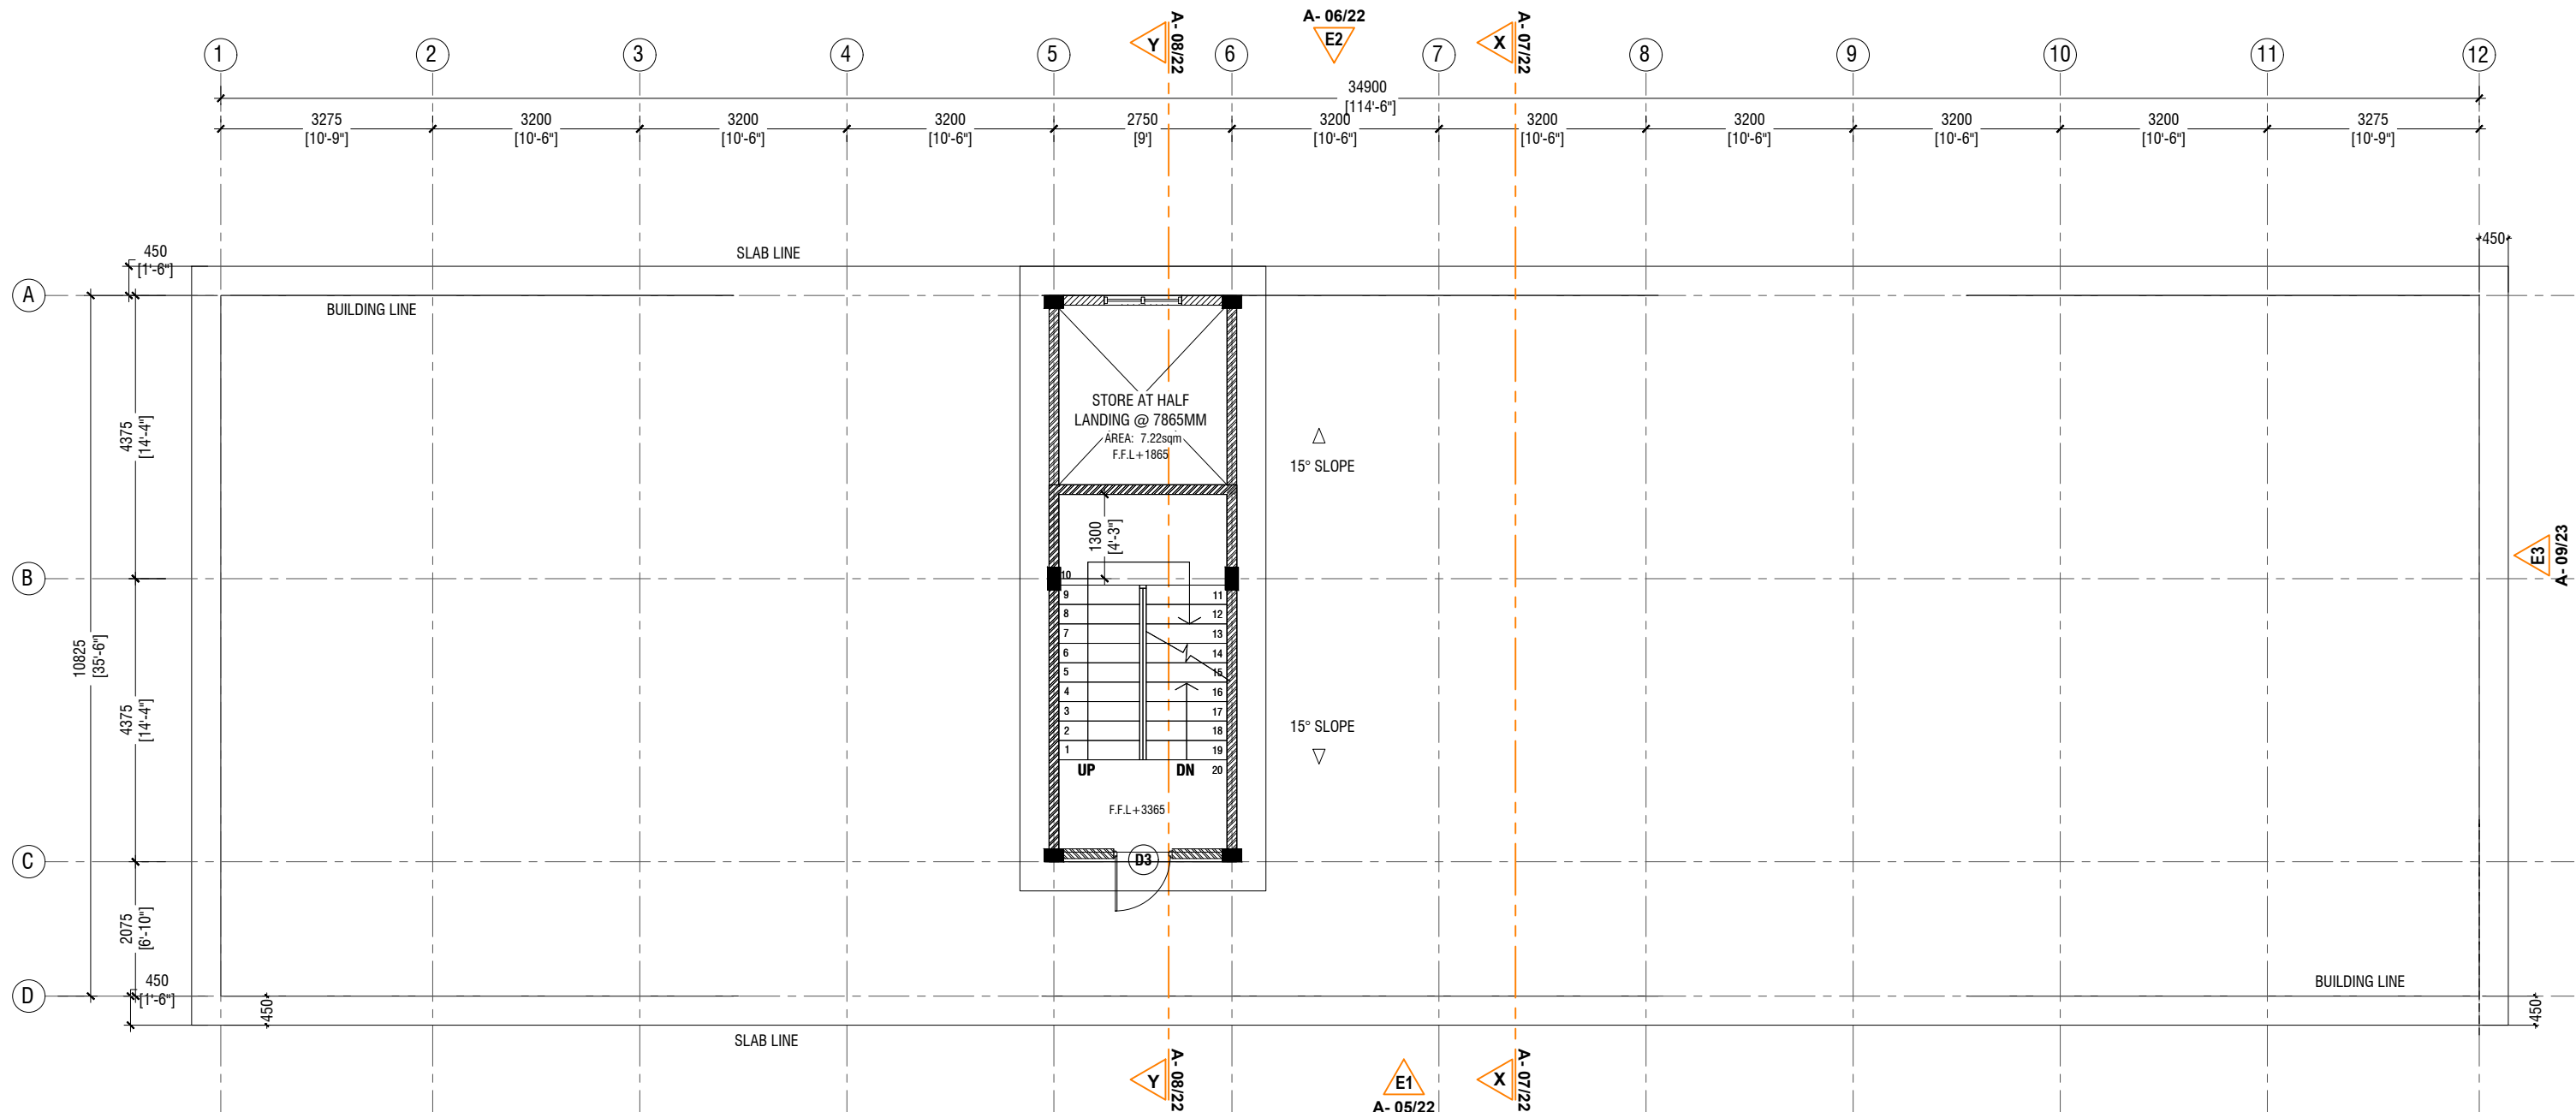 A- 08/22
Y
A- 06/22
E2
A- 07/22
X
1
2
3
4
5
6
7
8
9
10
11
12
34900
[114'-6"]
3275
[10'-9"]
3200
[10'-6"]
3200
[10'-6"]
3200
[10'-6"]
2750
[9']
3200
[10'-6"]
3200
[10'-6"]
3200
[10'-6"]
3200
[10'-6"]
3200
[10'-6"]
3275
[10'-9"]
450
[1'-6"]
SLAB LINE
450
A
BUILDING LINE
STORE AT HALF
LANDING @ 7865MM
AREA: 7.22sqm
F.F.L+1865
4375
[14'-4"]
15° SLOPE
1300
[4'-3"]
E3
A- 09/23
B
10
9
8
7
6
5
4
3
2
1
11
12
13
14
15
16
17
18
19
20
UP
DN
10825
[35'-6"]
4375
[14'-4"]
15° SLOPE
F.F.L+3365
C
D3
2075
[6'-10"]
D
450
[1'-6"]
450
BUILDING LINE
450
SLAB LINE
Y
A- 08/22
E1
A- 05/22
X
A- 07/22